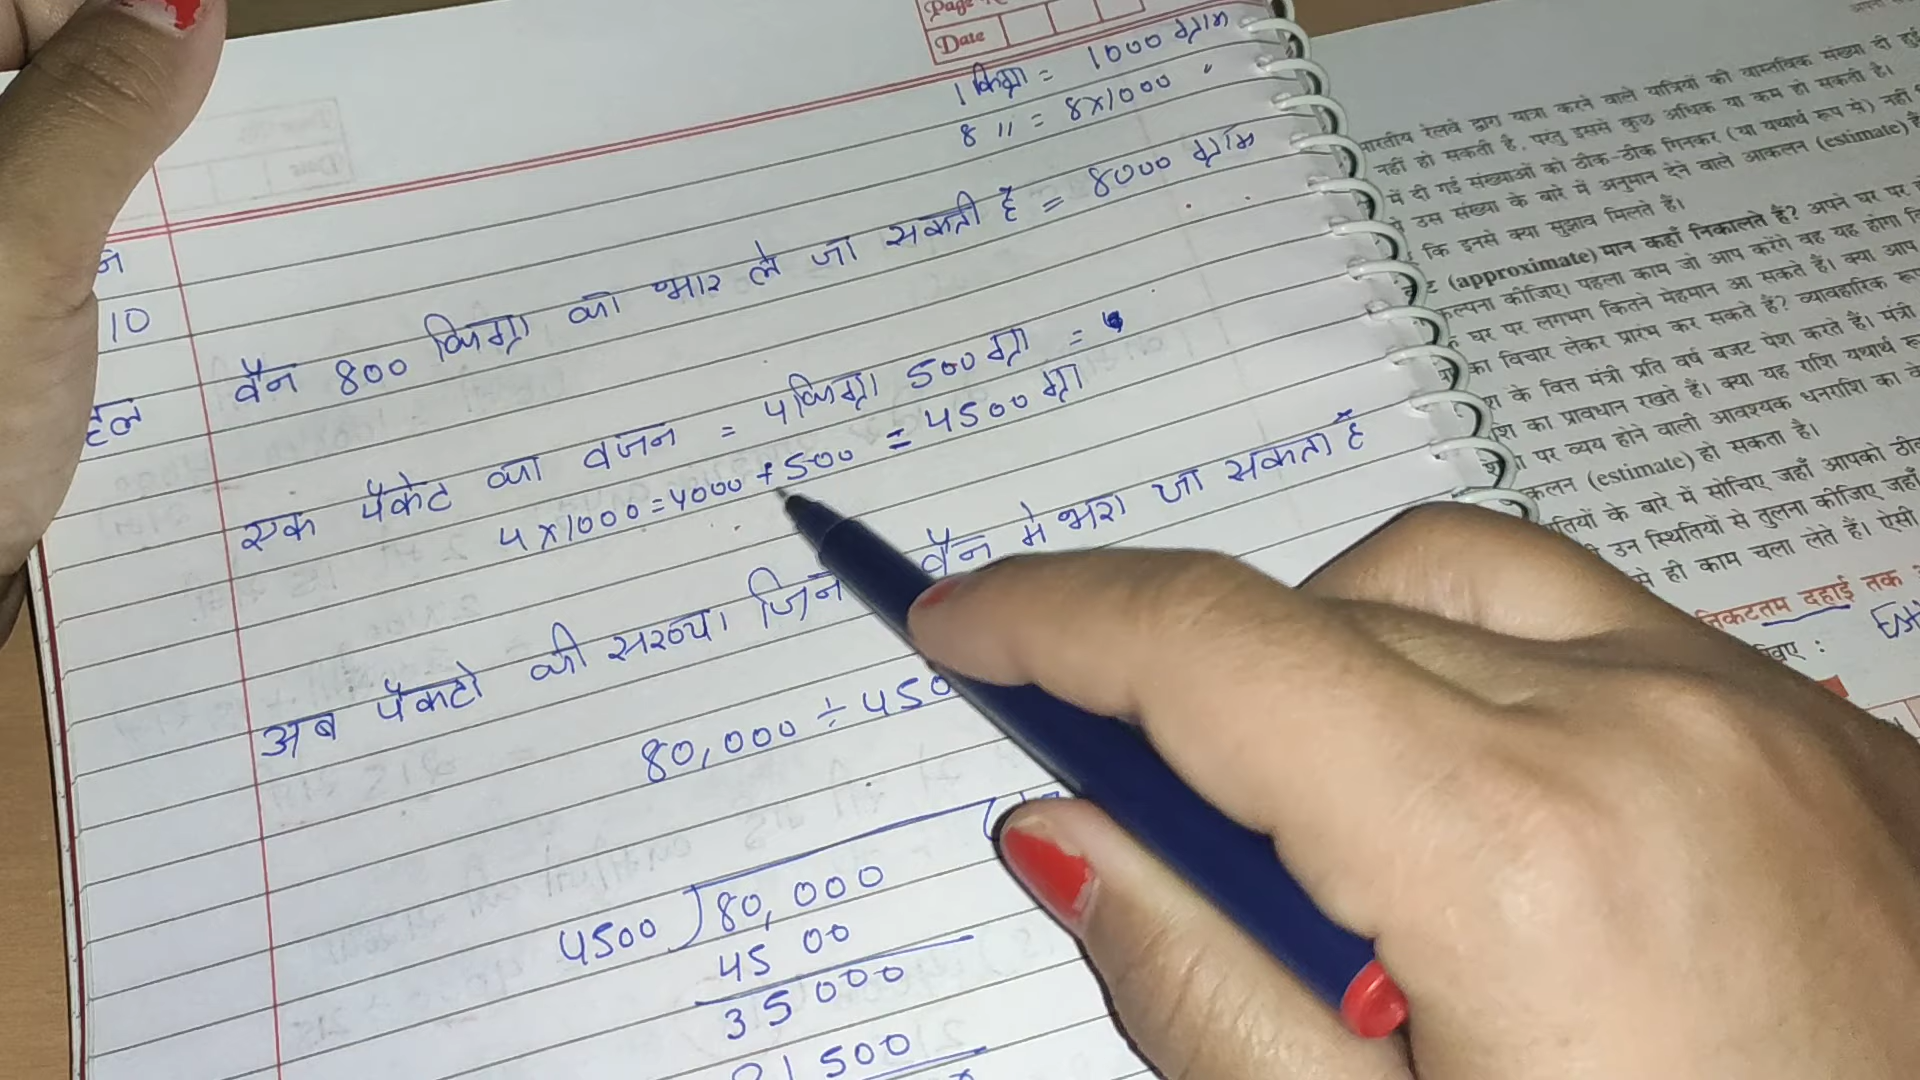 Page
Date
1 किग्रा = 1000 ग्राम
8 " = 8×1000 "
10
वैन 800 किग्रा को भार ले जा सकती है = 8000 ग्राम
हल
एक पैकेट का वजन = 4 किग्रा 500 ग्रा =
4×1000=4000+500 = 4500 ग्रा
अब पैकटो की सख्या जिन वैन मे भरा जा सकता है
80,000 ÷ 450
4500 80,000
45 00
35000
31500
भारतीय रेलवे द्वारा यात्रा करने वाले यात्रियों की वास्तविक संख्या दी हुई
नहीं हो सकती है, परंतु इससे कुछ अधिक या कम हो सकती है।
में दी गई संख्याओं को ठीक-ठीक गिनकर (या यथार्थ रूप से) नहीं
उस संख्या के बारे में अनुमान देने वाले आकलन (estimate) हैं
कि इनसे क्या सुझाव मिलते हैं।
(approximate) मान कहाँ निकालते हैं? अपने घर पर
कल्पना कीजिए। पहला काम जो आप करेंगे वह यह होगा
घर पर लगभग कितने मेहमान आ सकते हैं। क्या आप
का विचार लेकर प्रारंभ कर सकते हैं? व्यावहारिक रूप
के वित्त मंत्री प्रति वर्ष बजट पेश करते हैं। मंत्री
शि का प्रावधान रखते हैं। क्या यह राशि यथार्थ
पर व्यय होने वाली आवश्यक धनराशि का
कलन (estimate) हो सकता है।
के बारे में सोचिए जहाँ आपको ठीक
उन स्थितियों से तुलना कीजिए जहाँ
से ही काम चला लेते हैं। ऐसी
निकटतम दहाई तक